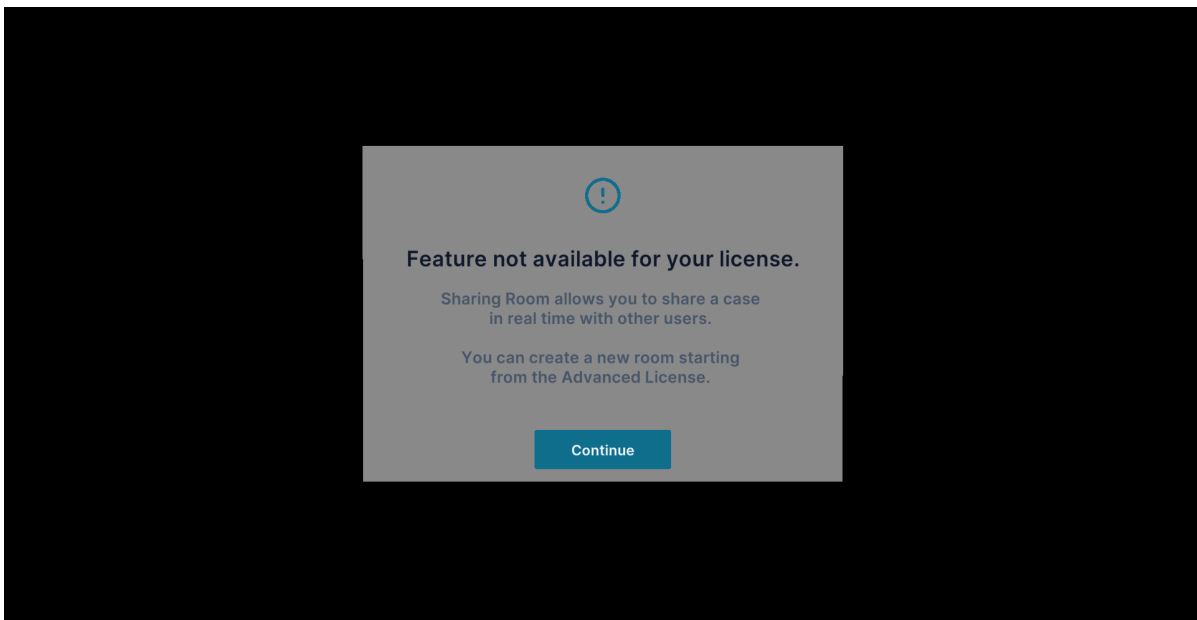 Feature not available for your license.
Sharing Room allows you to share a case
in real time with other users.
You can create a new room starting
from the Advanced License.
Continue